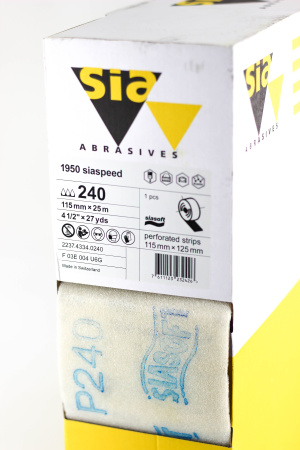 sia
ABRASIVES
1950 siaspeed
240
115 mm × 25 m
4 1/2" × 27 yds
1 pcs
siasoft
perforated strips
115 mm × 125 mm
2237.4334.0240
F 03E 004 U6G
Made in Switzerland
P240
SIASOFT
sia